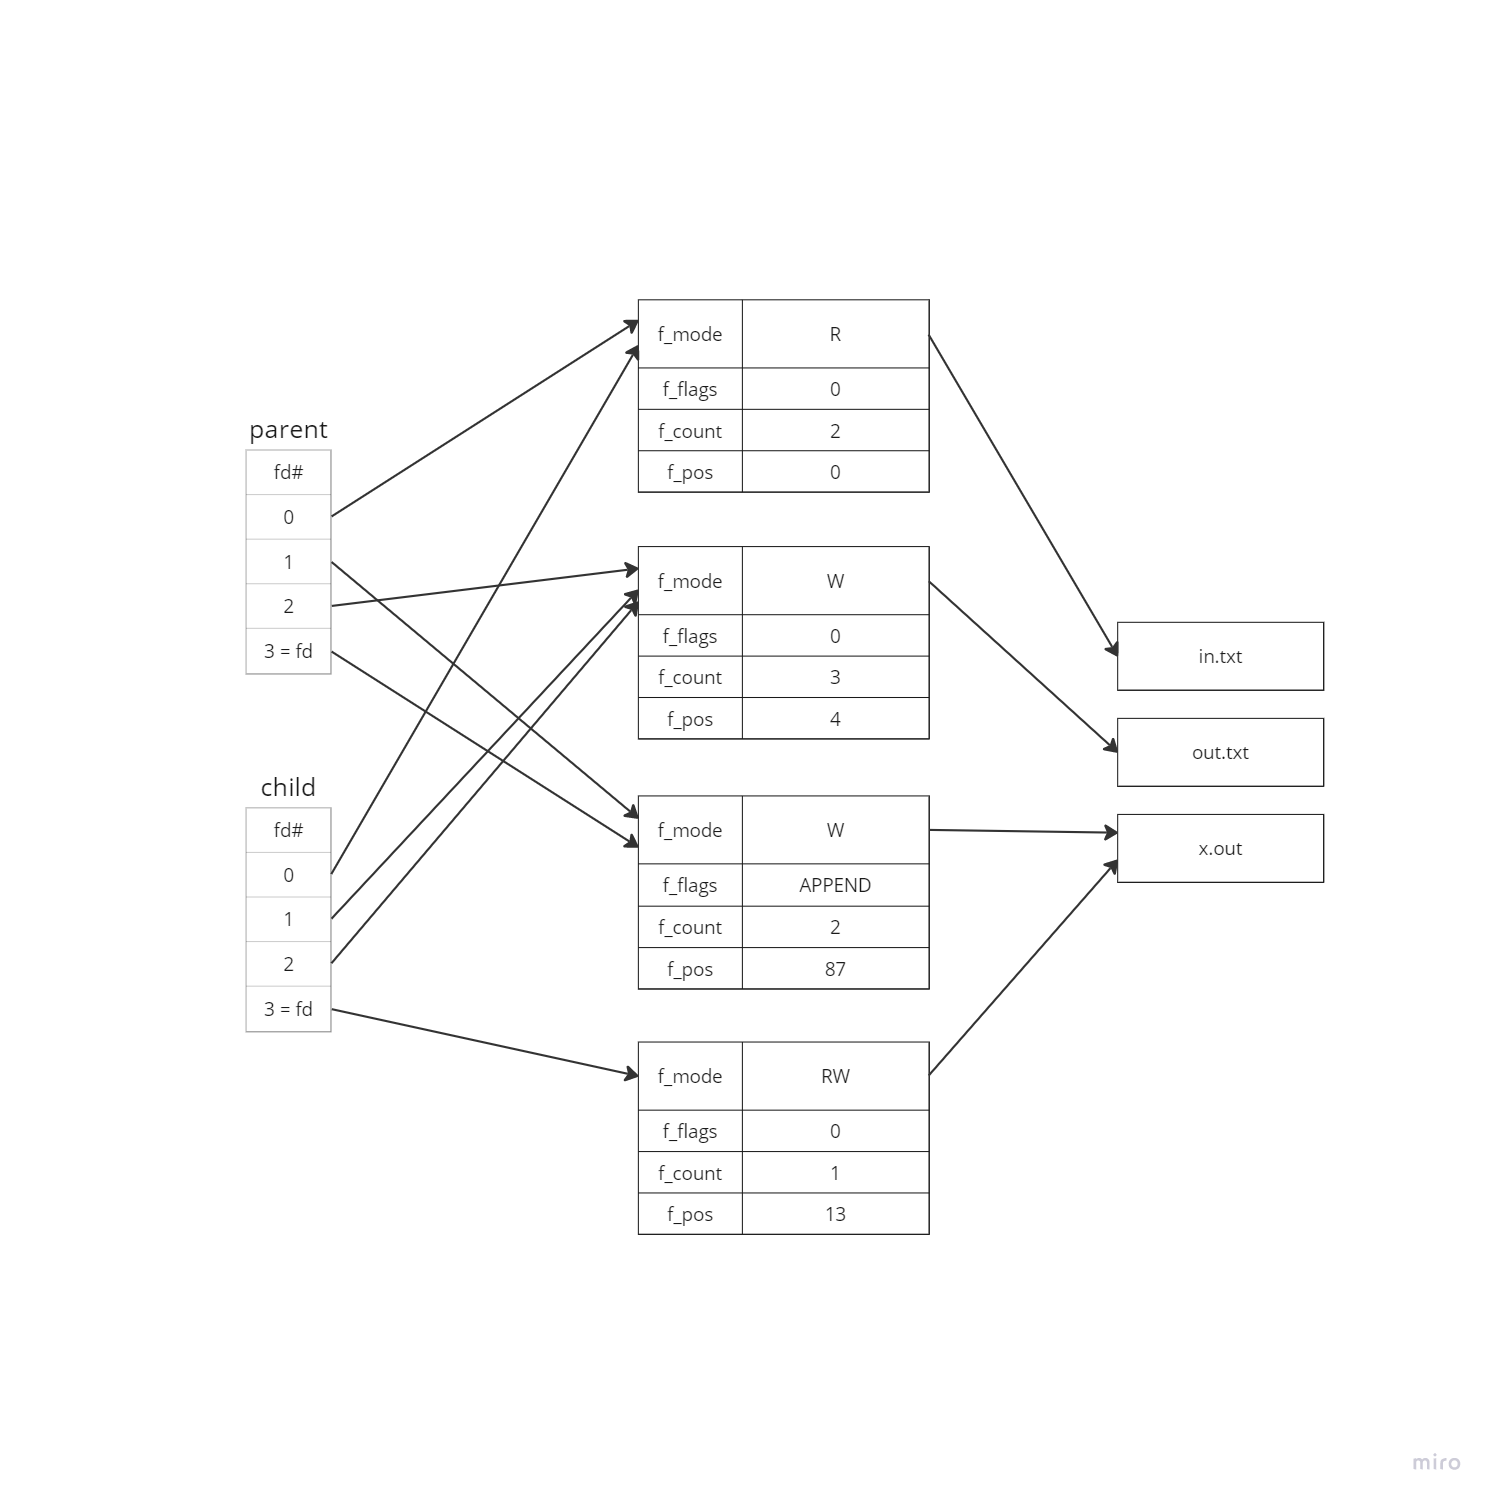 parent
fd#
0
1
2
3 = fd
child
fd#
0
1
2
3 = fd
f_mode R
f_flags 0
f_count 2
f_pos 0
f_mode W
f_flags 0
f_count 3
f_pos 4
f_mode W
f_flags APPEND
f_count 2
f_pos 87
f_mode RW
f_flags 0
f_count 1
f_pos 13
in.txt
out.txt
x.out
miro